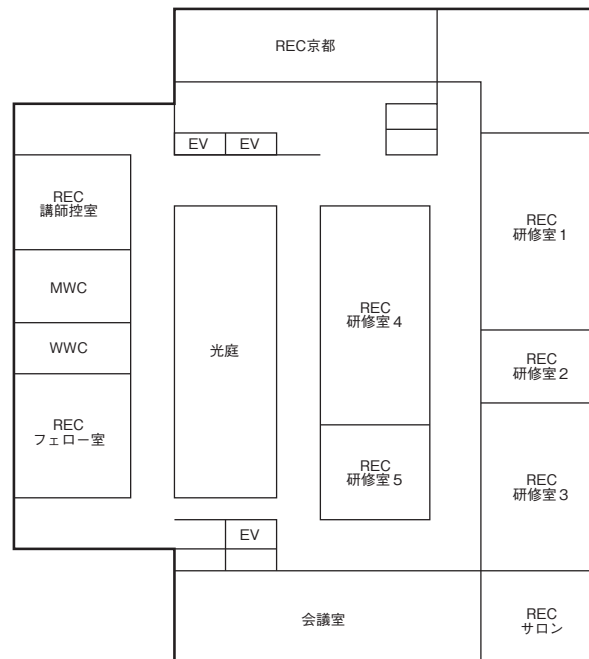 REC京都
EV
EV
REC
講師控室
REC
研修室1
MWC
REC
研修室4
WWC
光庭
REC
研修室2
REC
フェロー室
REC
研修室5
REC
研修室3
EV
会議室
REC
サロン